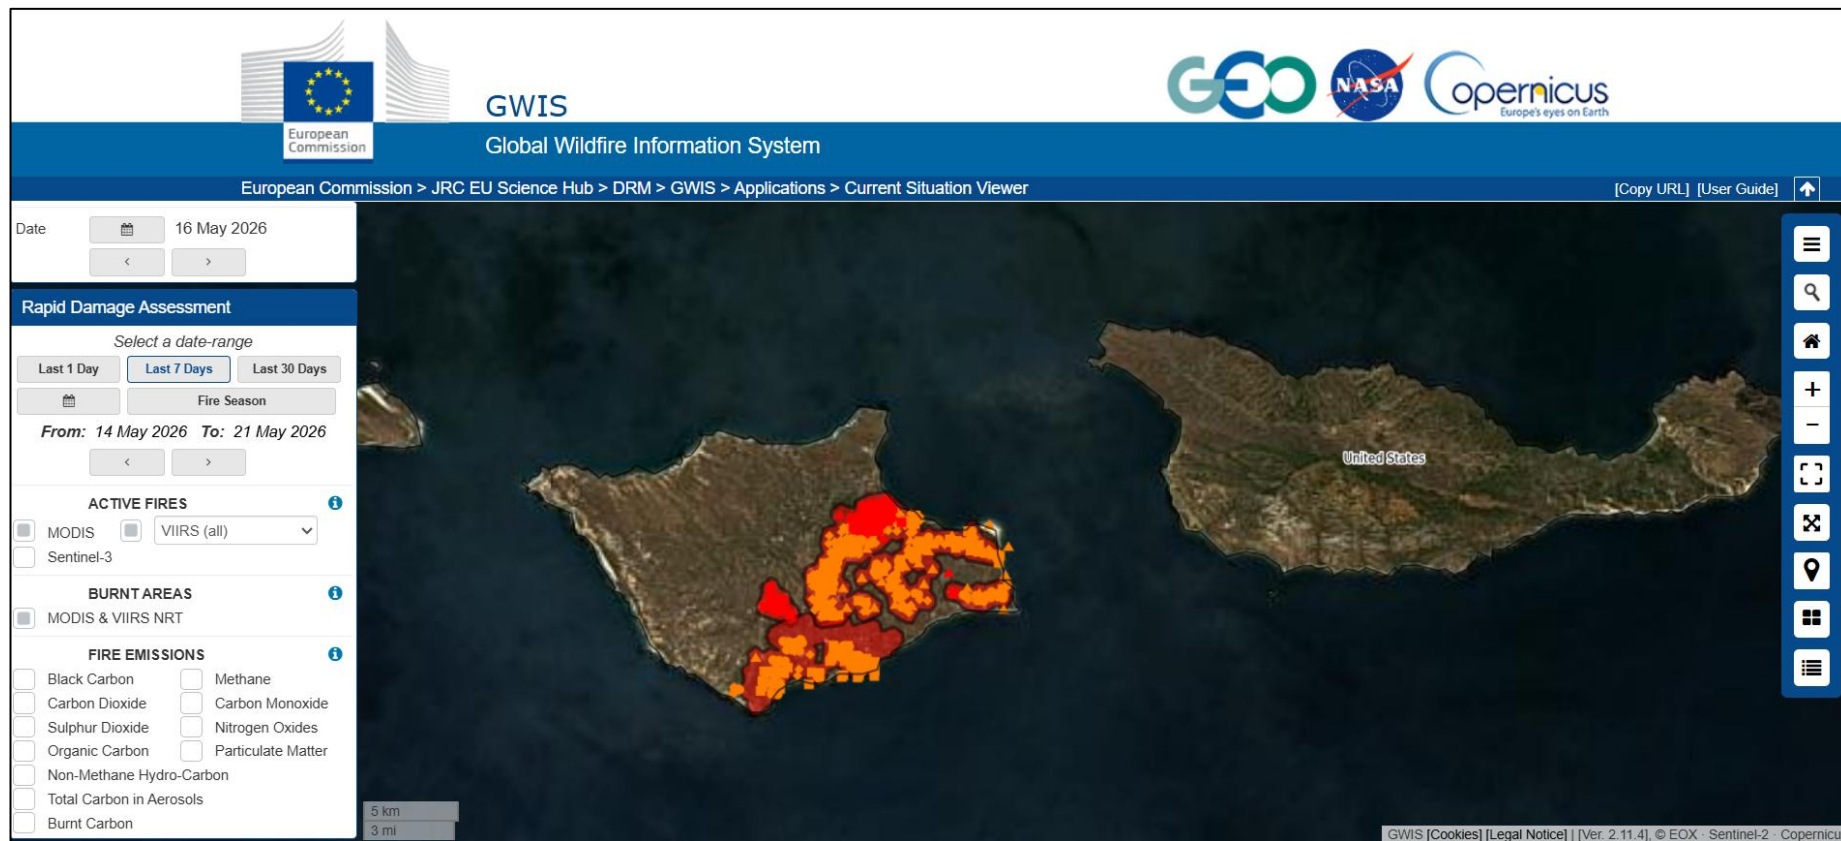 European
Commission
GWIS
GEO
NASA
Copernicus
Europe's eyes on Earth
Global Wildfire Information System
European Commission > JRC EU Science Hub > DRM > GWIS > Applications > Current Situation Viewer
[Copy URL] [User Guide]
Date 16 May 2026
< >
Rapid Damage Assessment
Select a date-range
Last 1 Day Last 7 Days Last 30 Days
Fire Season
From: 14 May 2026 To: 21 May 2026
< >
ACTIVE FIRES
MODIS VIIRS (all)
Sentinel-3
BURNT AREAS
MODIS & VIIRS NRT
FIRE EMISSIONS
Black Carbon Methane
Carbon Dioxide Carbon Monoxide
Sulphur Dioxide Nitrogen Oxides
Organic Carbon Particulate Matter
Non-Methane Hydro-Carbon
Total Carbon in Aerosols
Burnt Carbon
United States
5 km
3 mi
GWIS [Cookies] [Legal Notice] | [Ver. 2.11.4], © EOX · Sentinel-2 · Copernicu